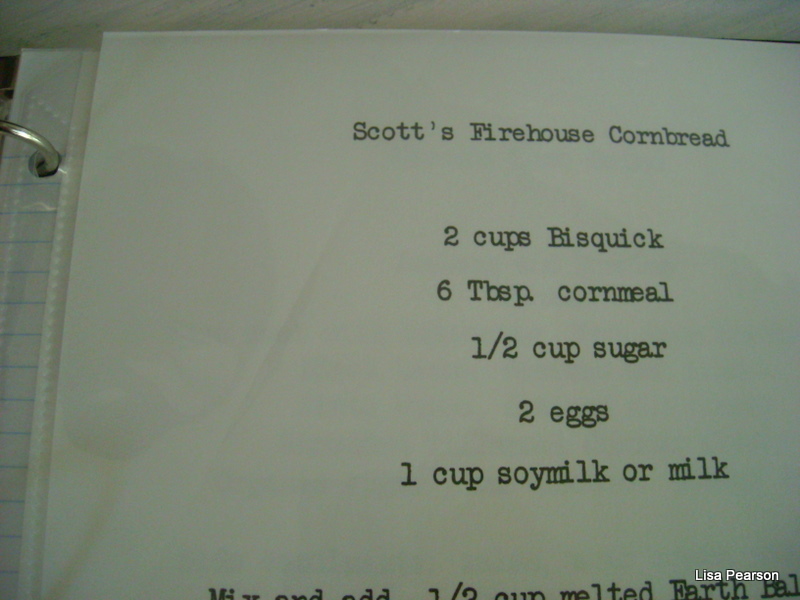 Scott's Firehouse Cornbread
2 cups Bisquick
6 Tbsp. cornmeal
1/2 cup sugar
2 eggs
1 cup soymilk or milk
Mix and add 1/2 cup melted Earth Bal
Lisa Pearson